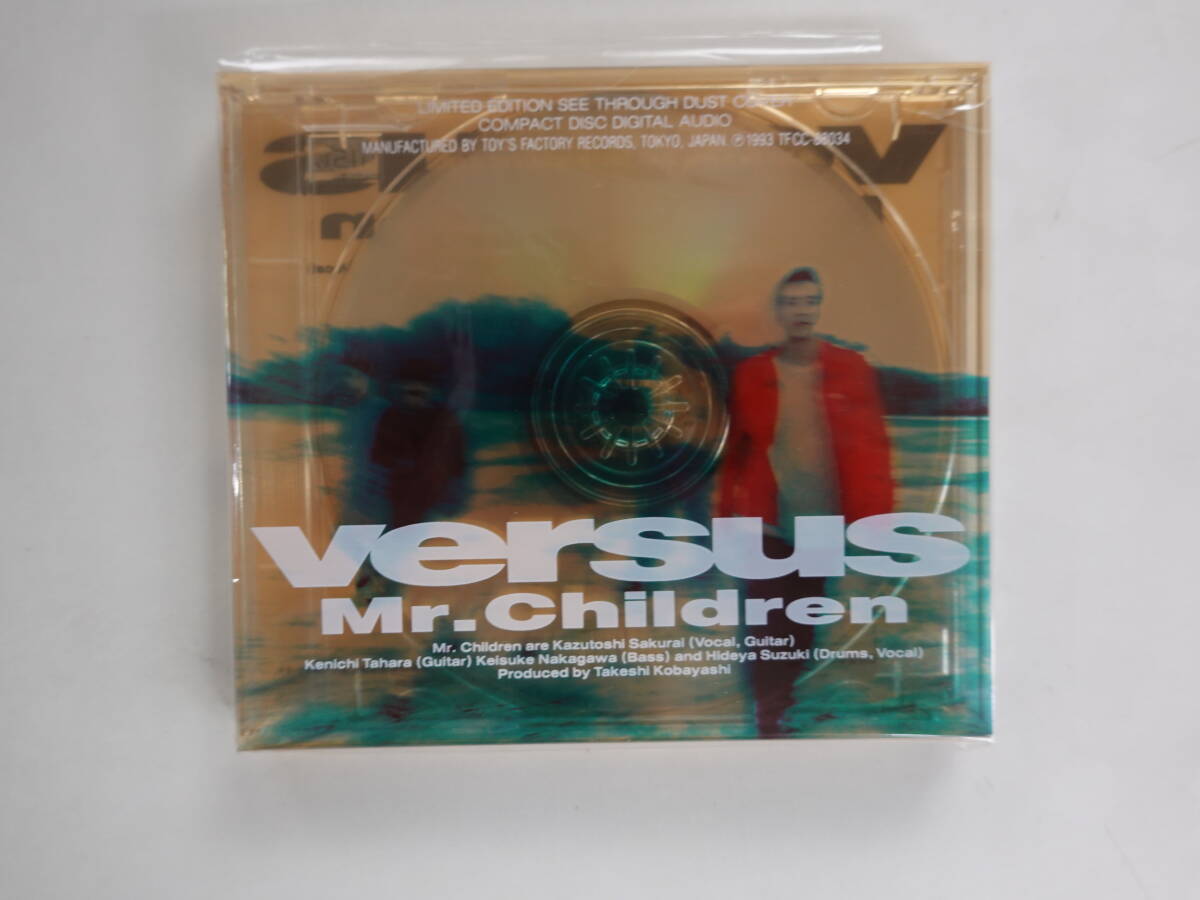 LIMITED EDITION SEE THROUGH DUST COVER
COMPACT DISC DIGITAL AUDIO
MANUFACTURED BY TOY'S FACTORY RECORDS, TOKYO, JAPAN. ℗1993 TFCC-88034
versus
Mr.Children
Mr. Children are Kazutoshi Sakurai (Vocal, Guitar)
Kenichi Tahara (Guitar) Keisuke Nakagawa (Bass) and Hideya Suzuki (Drums, Vocal)
Produced by Takeshi Kobayashi